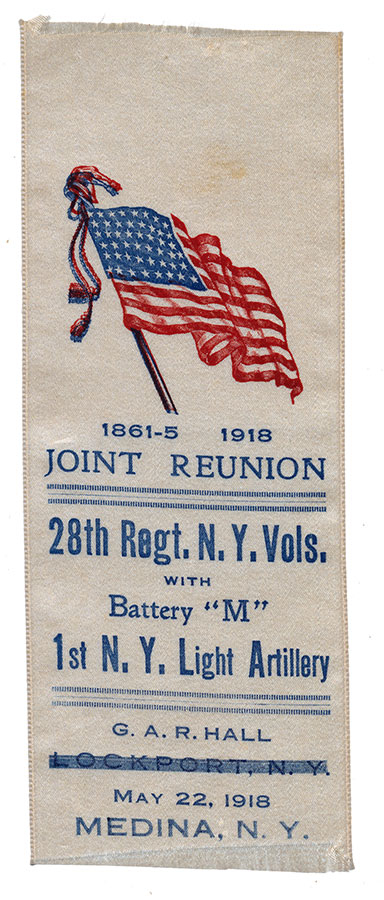 1861-5 1918
JOINT REUNION
28th Regt. N. Y. Vols.
WITH
Battery "M"
1st N. Y. Light Artillery
G. A. R. HALL
LOCKPORT, N. Y.
MAY 22, 1918
MEDINA, N. Y.